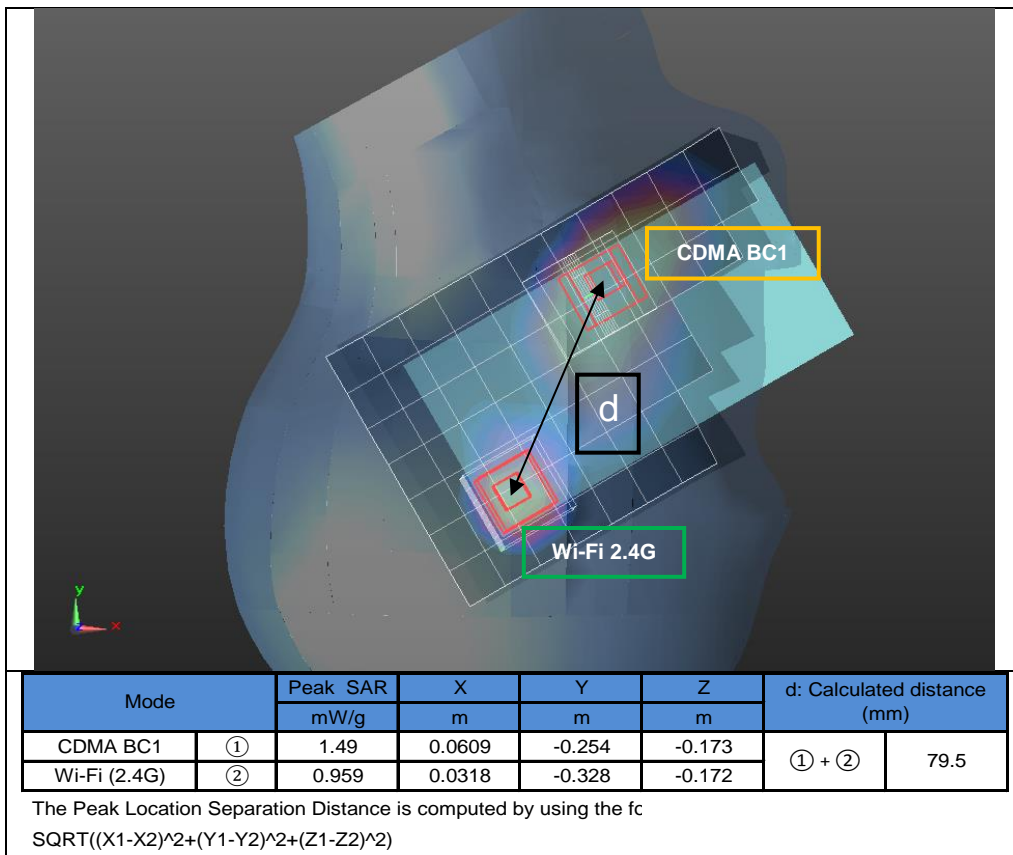 CDMA BC1
d
Wi-Fi 2.4G
y
x
Mode Peak SAR X Y Z d: Calculated distance (mm)
mW/g m m m
CDMA BC1 ① 1.49 0.0609 -0.254 -0.173 ① + ② 79.5
Wi-Fi (2.4G) ② 0.959 0.0318 -0.328 -0.172
The Peak Location Separation Distance is computed by using the
SQRT((X1-X2)^2+(Y1-Y2)^2+(Z1-Z2)^2)